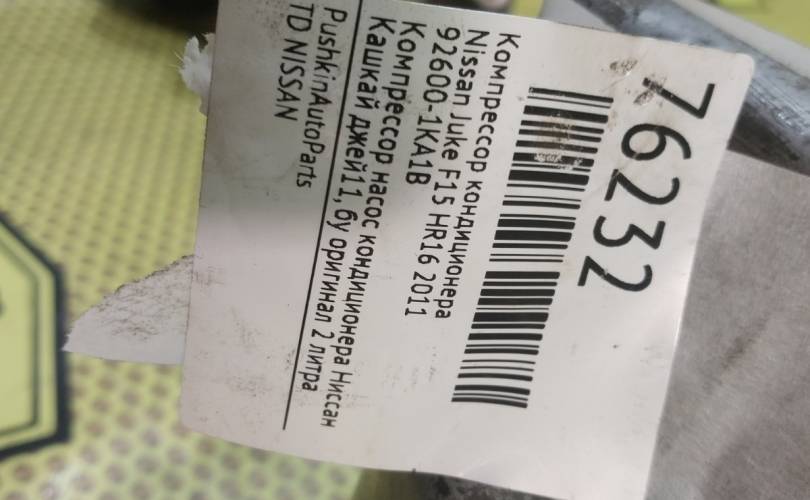 76232
Компрессор кондиционера
Nissan Juke F15 HR16 2011
92600-1KA1B
Компрессор насос кондиционера Ниссан
Кашкай джей11, бу оригинал 2 литра
PushkinAutoParts
TD NISSAN